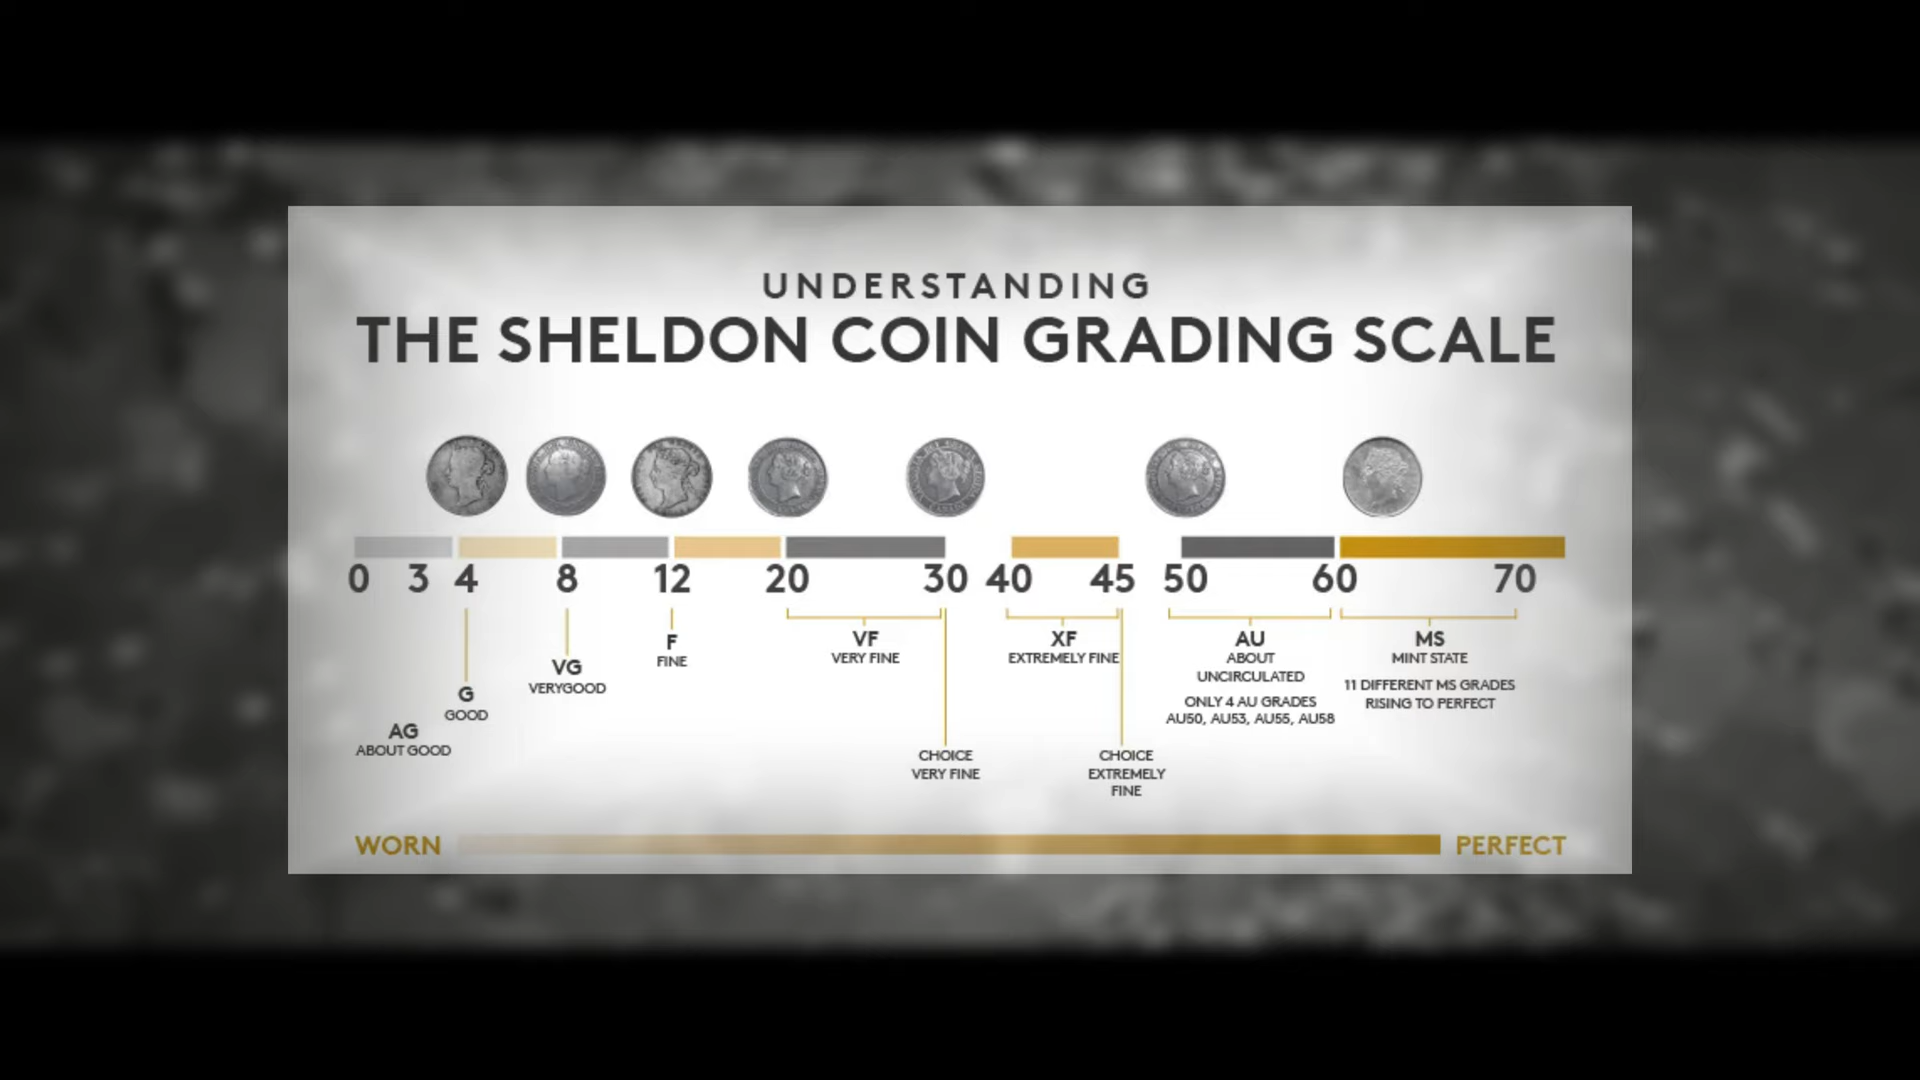 UNDERSTANDING
THE SHELDON COIN GRADING SCALE
0 3 4 8 12 20 30 40 45 50 60 70
AG
ABOUT GOOD
G
GOOD
VG
VERYGOOD
F
FINE
VF
VERY FINE
CHOICE
VERY FINE
XF
EXTREMELY FINE
CHOICE
EXTREMELY
FINE
AU
ABOUT
UNCIRCULATED
ONLY 4 AU GRADES
AU50, AU53, AU55, AU58
MS
MINT STATE
11 DIFFERENT MS GRADES
RISING TO PERFECT
WORN
PERFECT